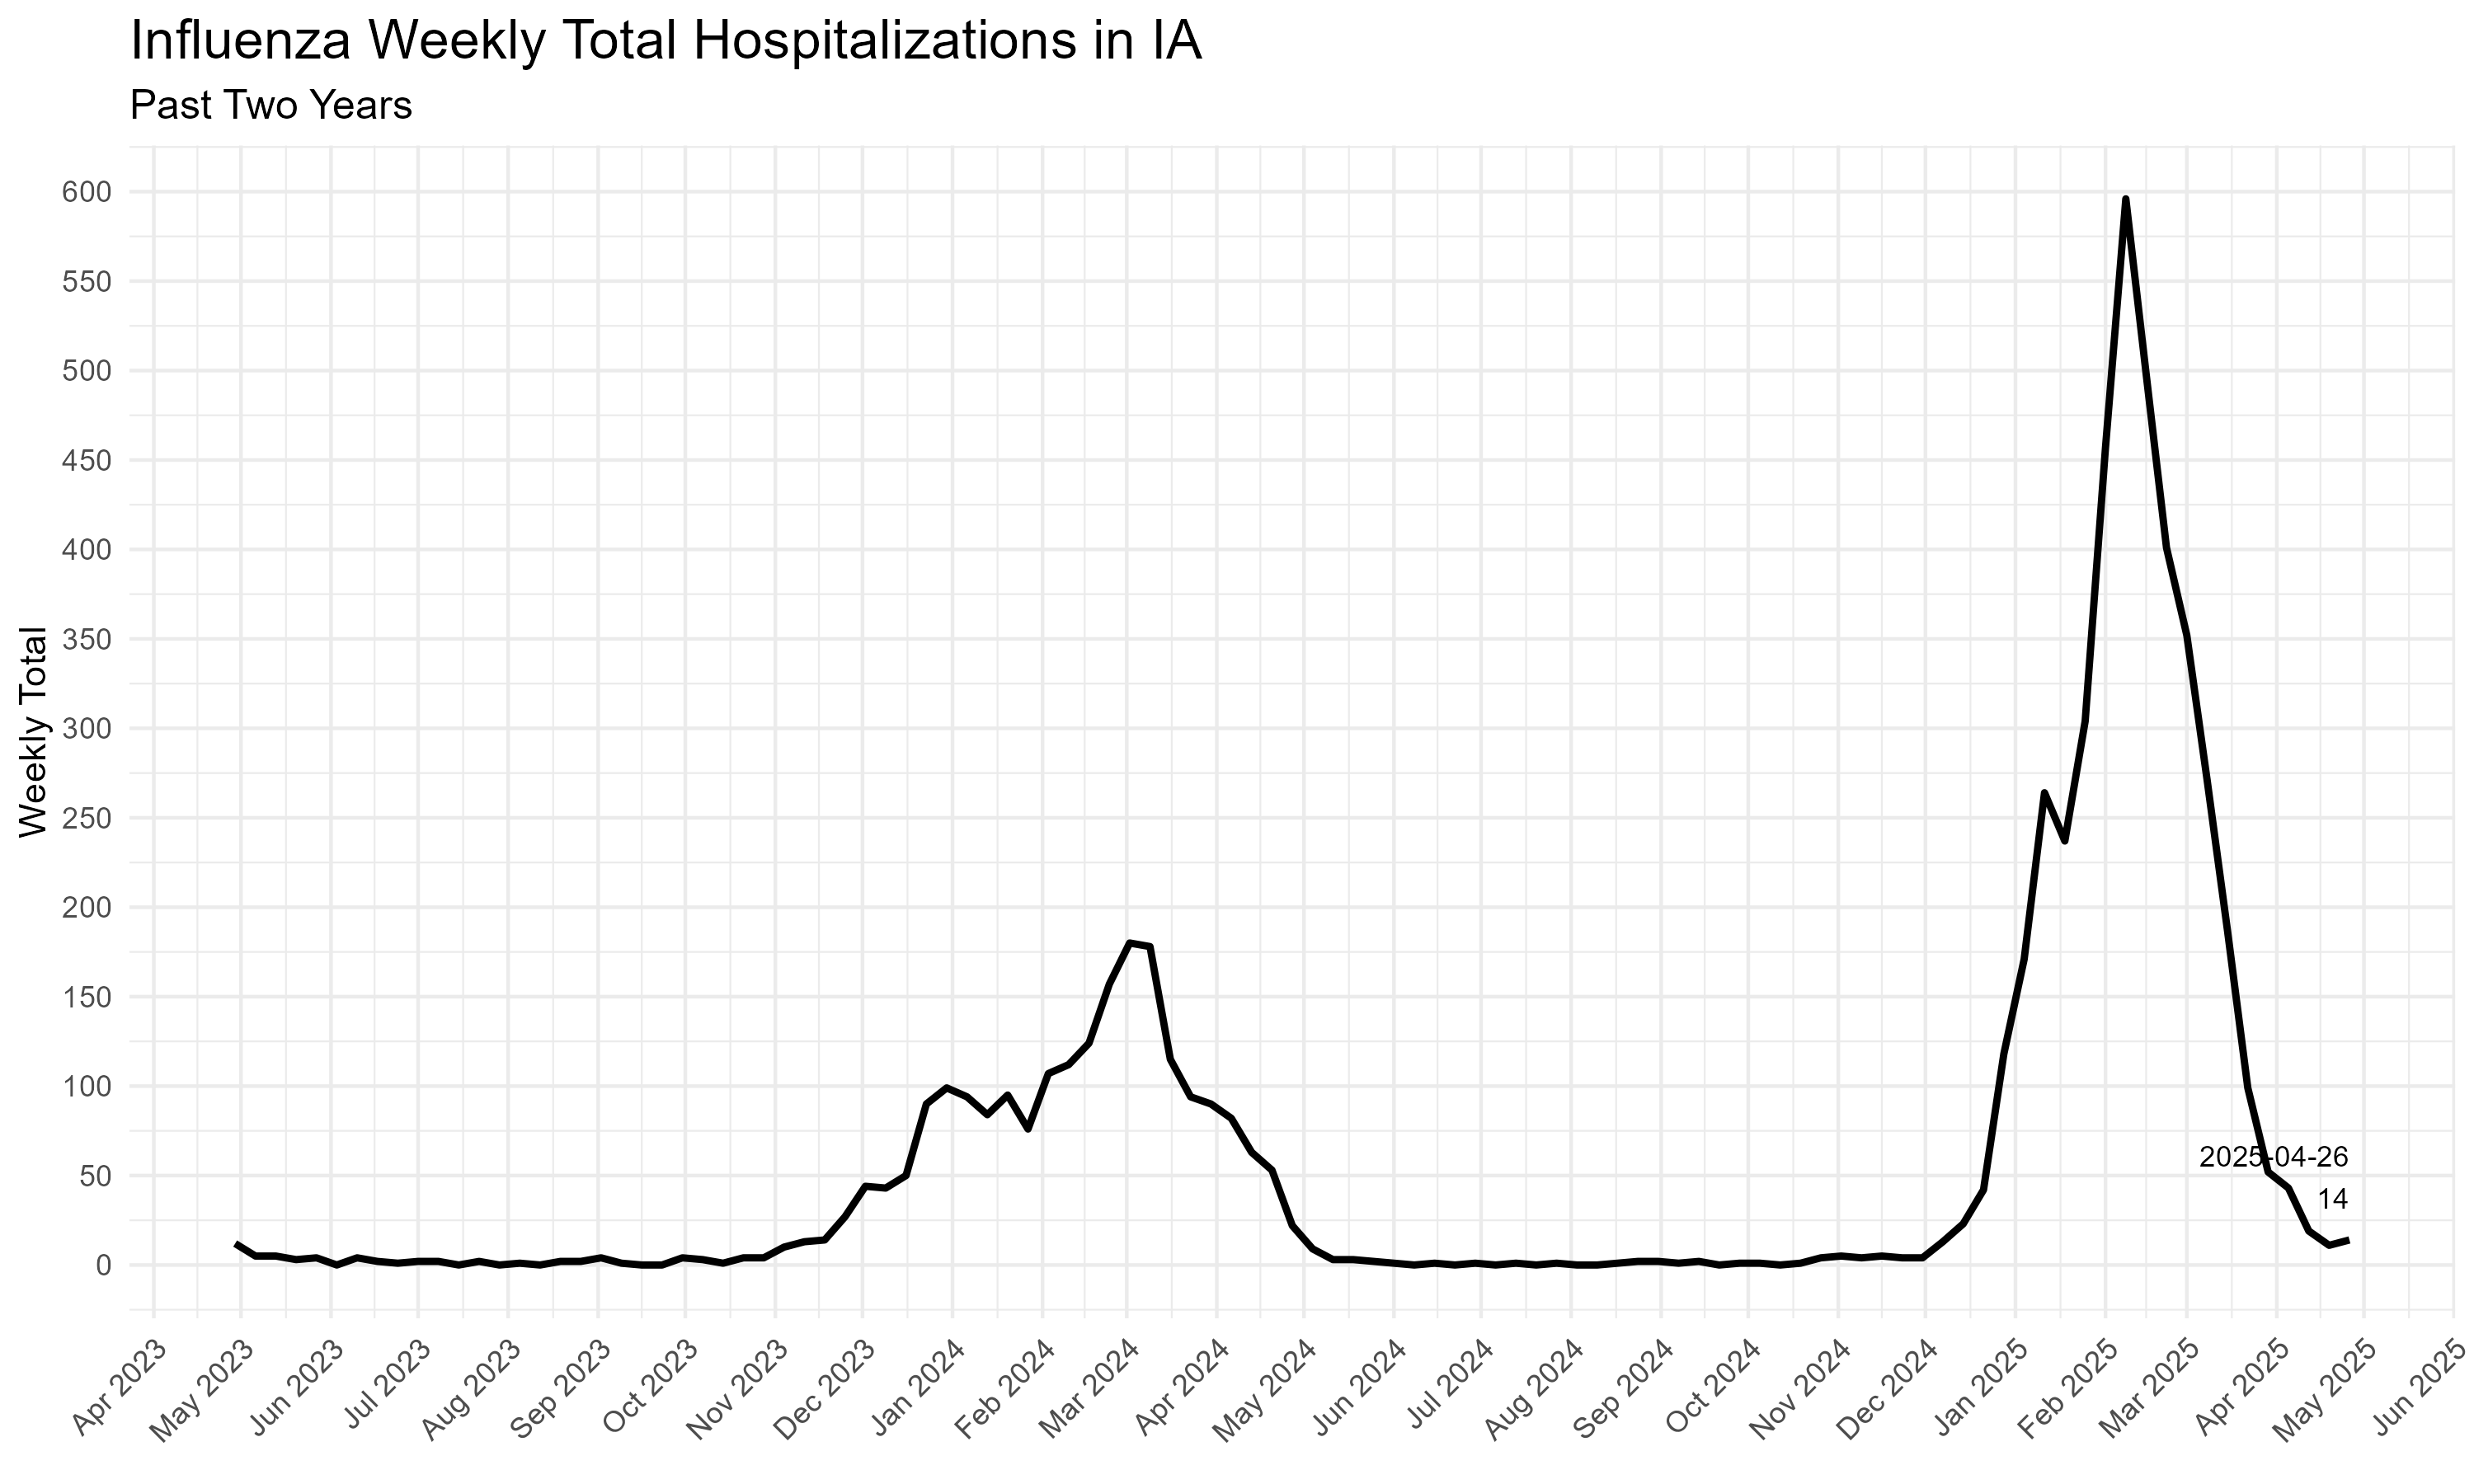 Influenza Weekly Total Hospitalizations in IA
Past Two Years
Weekly Total
600
550
500
450
400
350
300
250
200
150
100
50
0
2025-04-26
14
Apr 2023
May 2023
Jun 2023
Jul 2023
Aug 2023
Sep 2023
Oct 2023
Nov 2023
Dec 2023
Jan 2024
Feb 2024
Mar 2024
Apr 2024
May 2024
Jun 2024
Jul 2024
Aug 2024
Sep 2024
Oct 2024
Nov 2024
Dec 2024
Jan 2025
Feb 2025
Mar 2025
Apr 2025
May 2025
Jun 2025